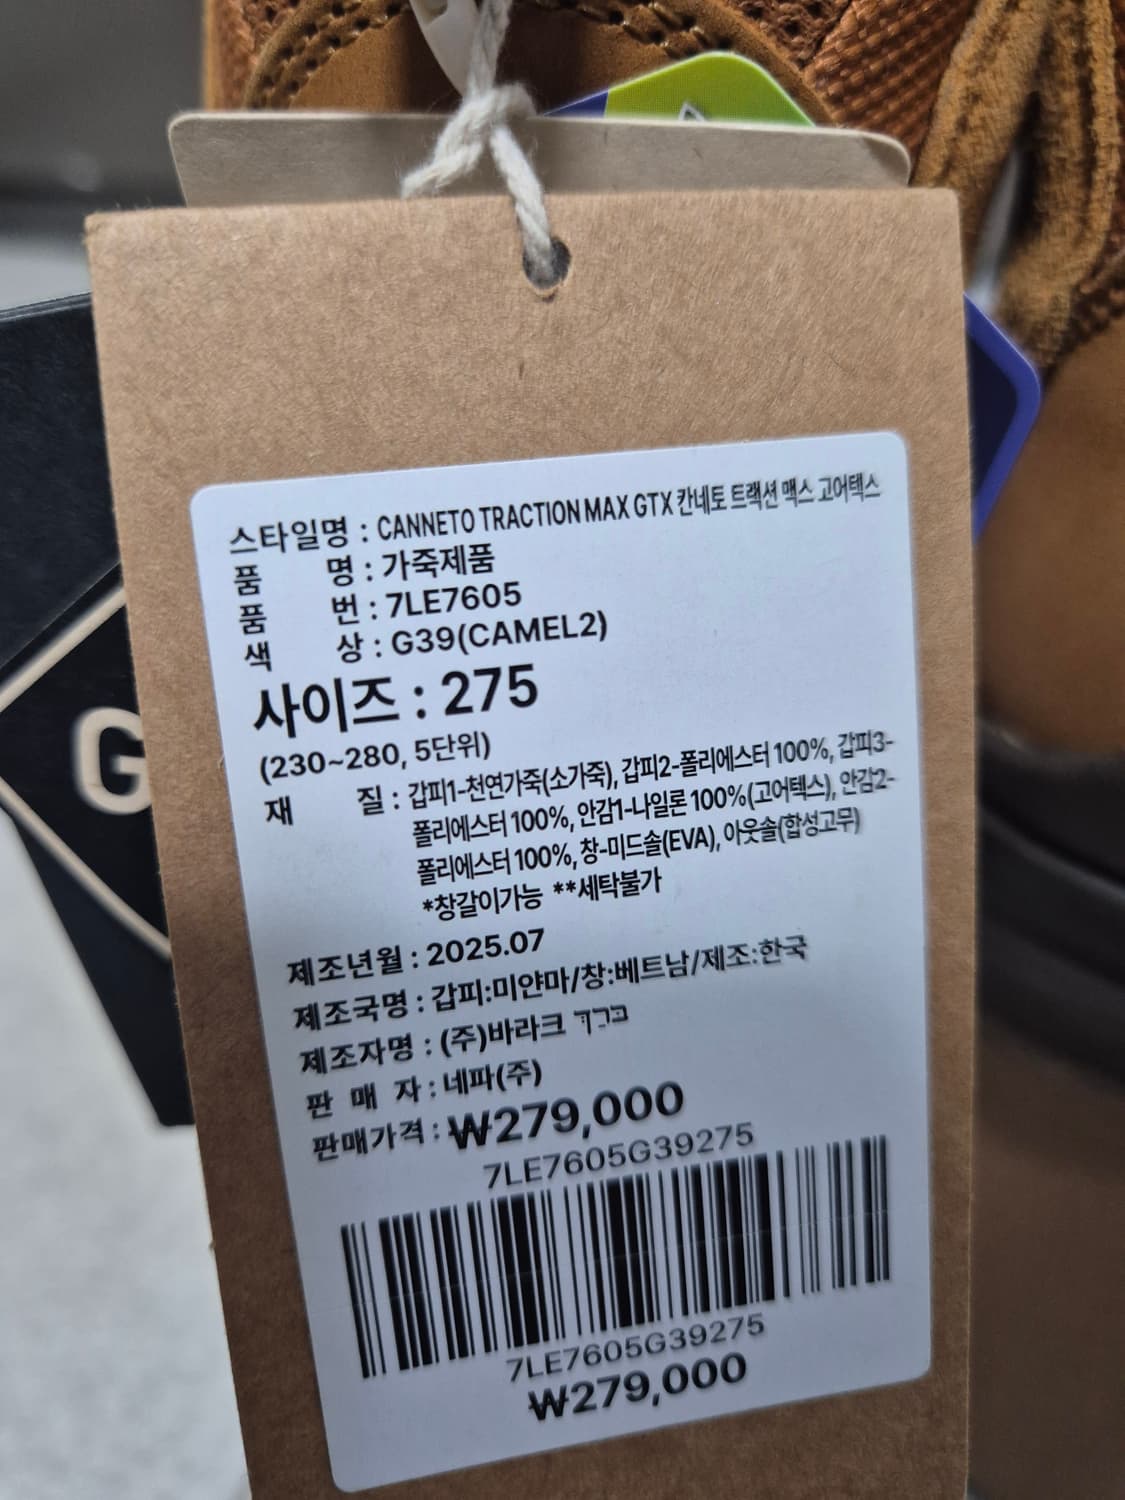 스타일명 : CANNETO TRACTION MAX GTX 칸네토 트랙션 맥스 고어텍스
품 명 : 가죽제품
품 번 : 7LE7605
색 상 : G39(CAMEL2)
사이즈 : 275
(230~280, 5단위)
재 질 : 갑피1-천연가죽(소가죽), 갑피2-폴리에스터 100%, 갑피3-
폴리에스터 100%, 안감1-나일론 100%(고어텍스), 안감2-
폴리에스터 100%, 창-미드솔(EVA), 아웃솔(합성고무)
*창갈이가능 **세탁불가
제조년월 : 2025.07
제조국명 : 갑피:미얀마/창:베트남/제조:한국
제조자명 : (주)바라크
판 매 자 : 네파(주)
판매가격 : ₩279,000
7LE7605G39275
7LE7605G39275
₩279,000
G